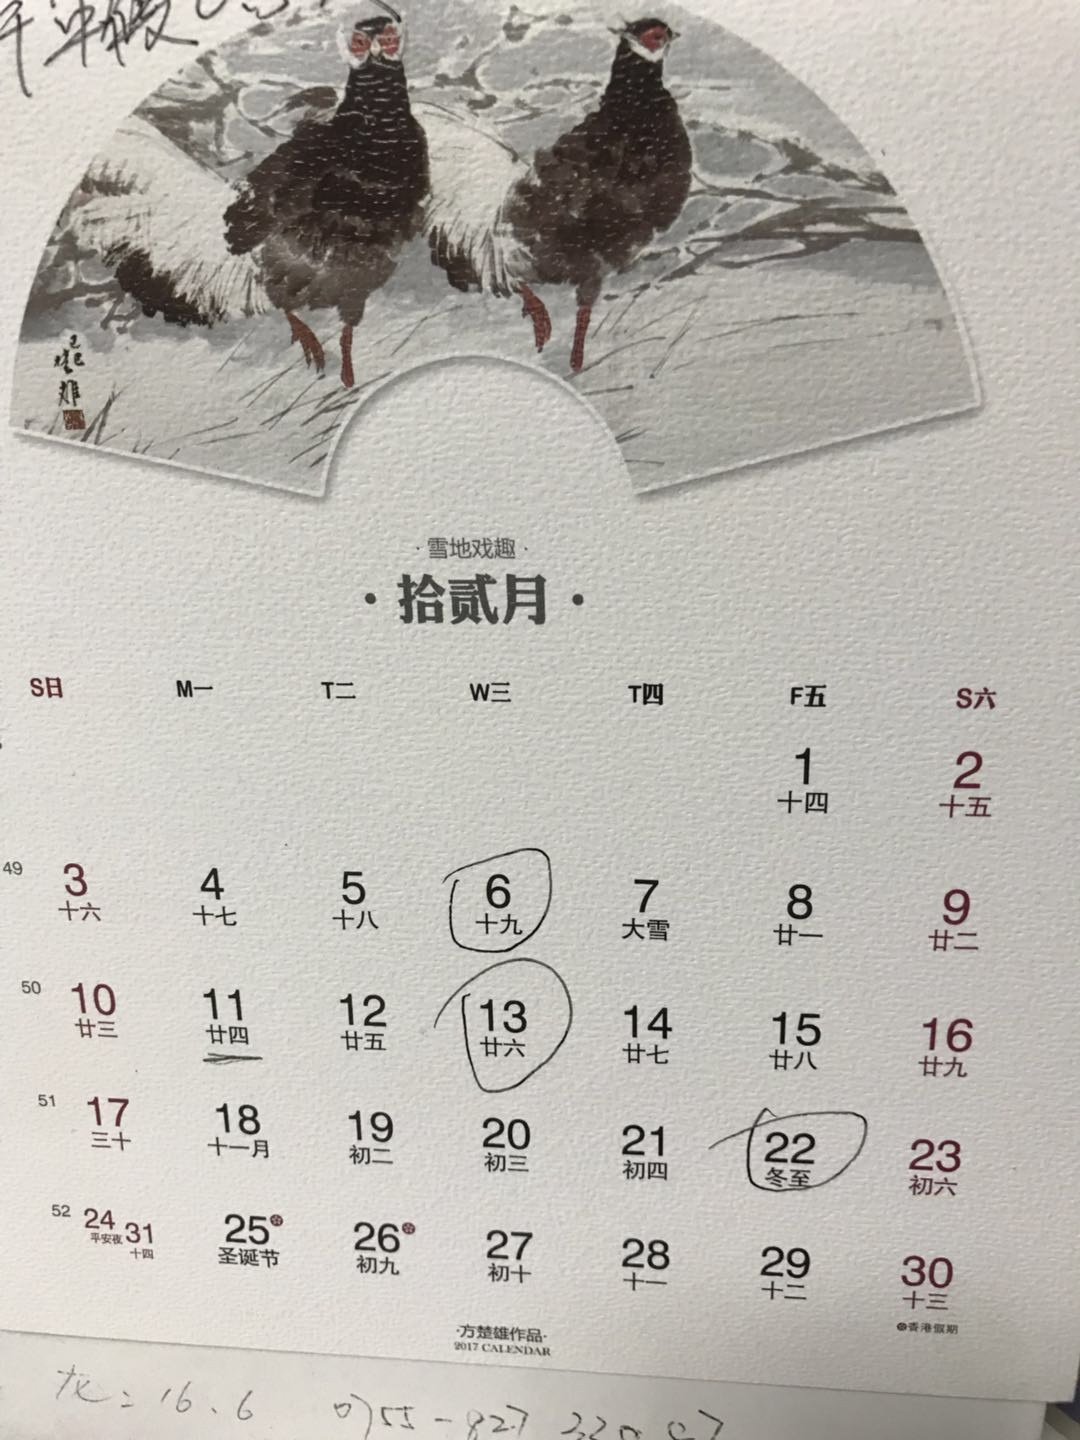 ·雪地戏趣·
·拾贰月·
S日 M一 T二 W三 T四 F五 S六
1 2
十四 十五
49 3 4 5 6 7 8 9
十六 十七 十八 十九 大雪 廿一 廿二
50 10 11 12 13 14 15 16
廿三 廿四 廿五 廿六 廿七 廿八 廿九
51 17 18 19 20 21 22 23
三十 十一月 初二 初三 初四 冬至 初六
52 24 31 25 26 27 28 29 30
平安夜 十四 圣诞节 初九 初十 十一 十二 十三
香港假期
·方楚雄作品·
2017 CALENDAR
16.6 0755-827